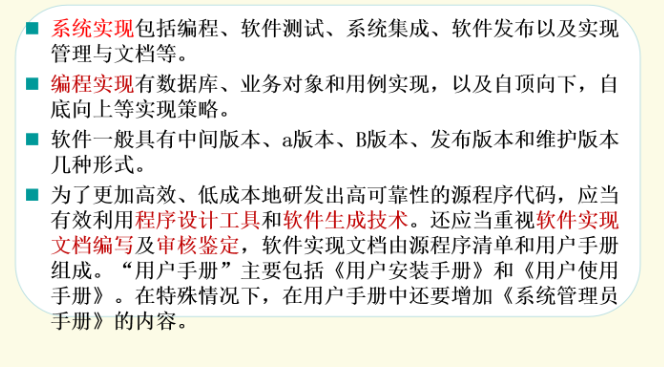 系统实现包括编程、软件测试、系统集成、软件发布以及实现
管理与文档等。
编程实现有数据库、业务对象和用例实现，以及自顶向下，自
底向上等实现策略。
软件一般具有中间版本、a版本、B版本、发布版本和维护版本
几种形式。
为了更加高效、低成本地研发出高可靠性的源程序代码，应当
有效利用程序设计工具和软件生成技术。还应当重视软件实现
文档编写及审核鉴定，软件实现文档由源程序清单和用户手册
组成。“用户手册”主要包括《用户安装手册》和《用户使用
手册》。在特殊情况下，在用户手册中还要增加《系统管理员
手册》的内容。